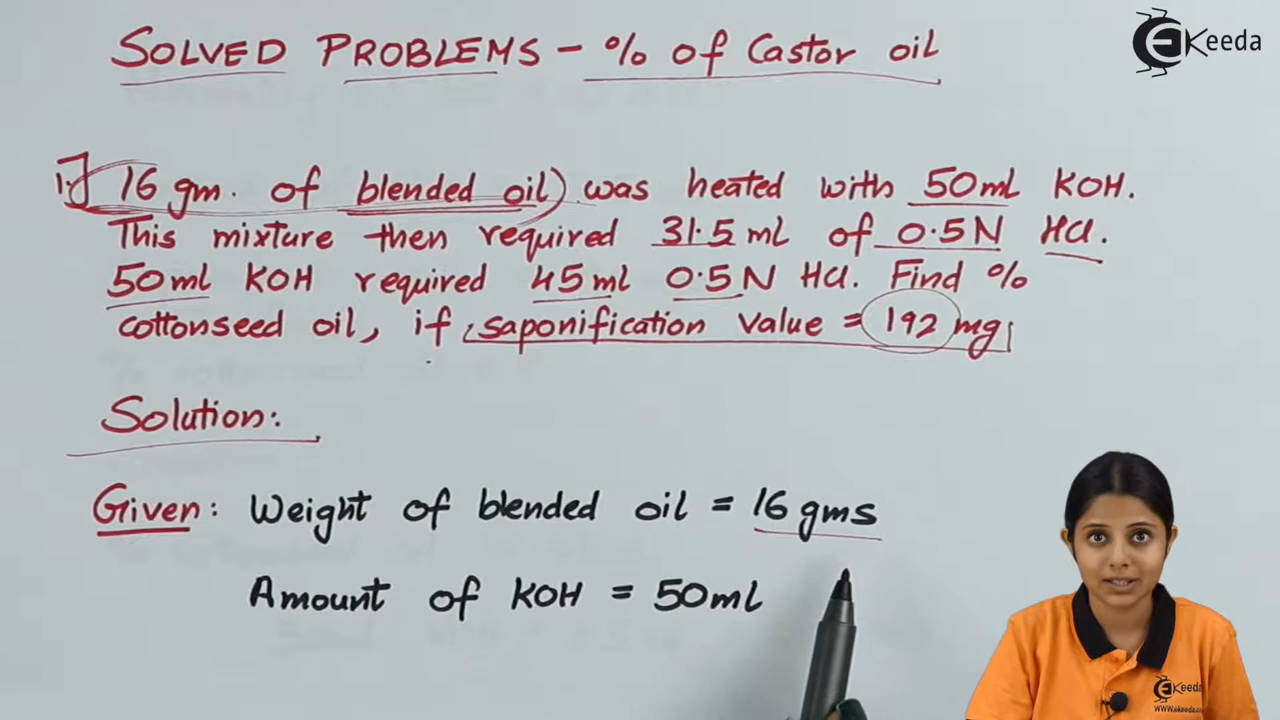 SOLVED PROBLEMS - % of Castor oil
Keeda
1.] 16 gm. of blended oil) was heated with 50ml KOH.
This mixture then required 31.5 ml of 0.5N HCl.
50ml KOH required 45ml 0.5N HCl. Find %
cottonseed oil, if saponification value = 192 mg
Solution:
Given: Weight of blended oil = 16 gms
Amount of KOH = 50ml
Keeda